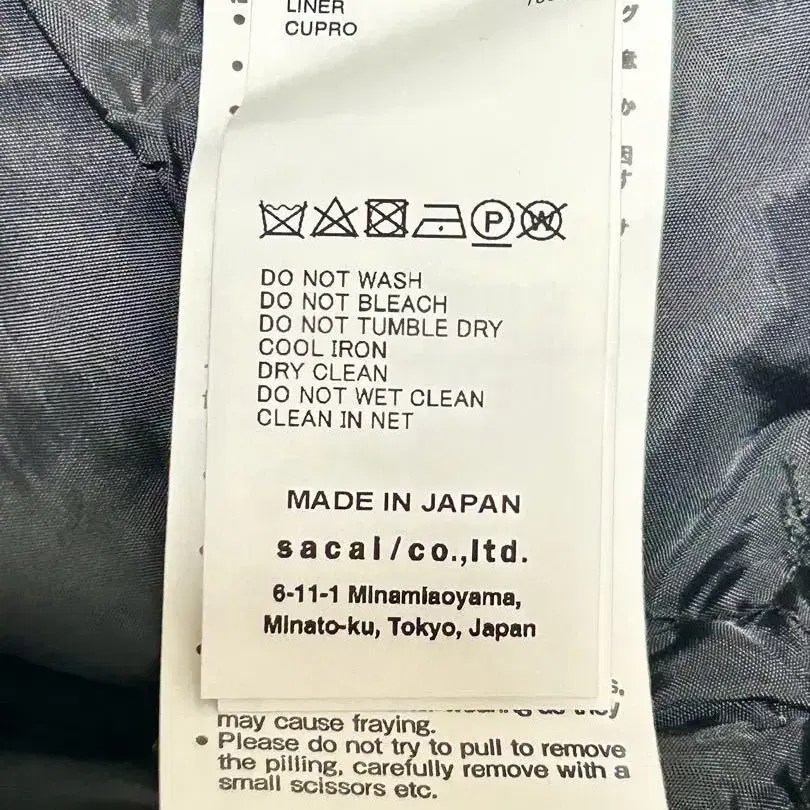 LINER
CUPRO
P
W
DO NOT WASH
DO NOT BLEACH
DO NOT TUMBLE DRY
COOL IRON
DRY CLEAN
DO NOT WET CLEAN
CLEAN IN NET
MADE IN JAPAN
sacai/co.,ltd.
6-11-1 Minamiaoyama,
Minato-ku, Tokyo, Japan
may cause fraying.
• Please do not try to pull to remove
the pilling, carefully remove with a
small scissors etc.